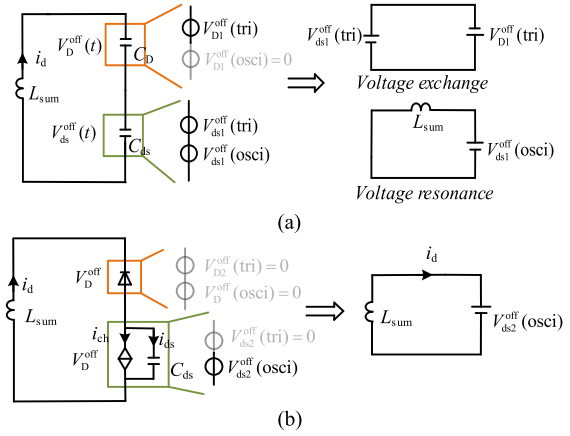 V_D^off(t)
C_D
V_D1^off(tri)
V_D1^off(osci)=0
i_d
L_sum
V_ds^off(t)
C_ds
V_ds1^off(tri)
V_ds1^off(osci)
V_ds1^off(tri)
V_D1^off(tri)
Voltage exchange
L_sum
V_ds1^off(osci)
Voltage resonance
(a)
i_d
L_sum
V_D^off
V_D2^off(tri)=0
V_D^off(osci)=0
i_ch
i_ds
V_D^off
C_ds
V_ds2^off(tri)=0
V_ds2^off(osci)
i_d
L_sum
V_ds2^off(osci)
(b)